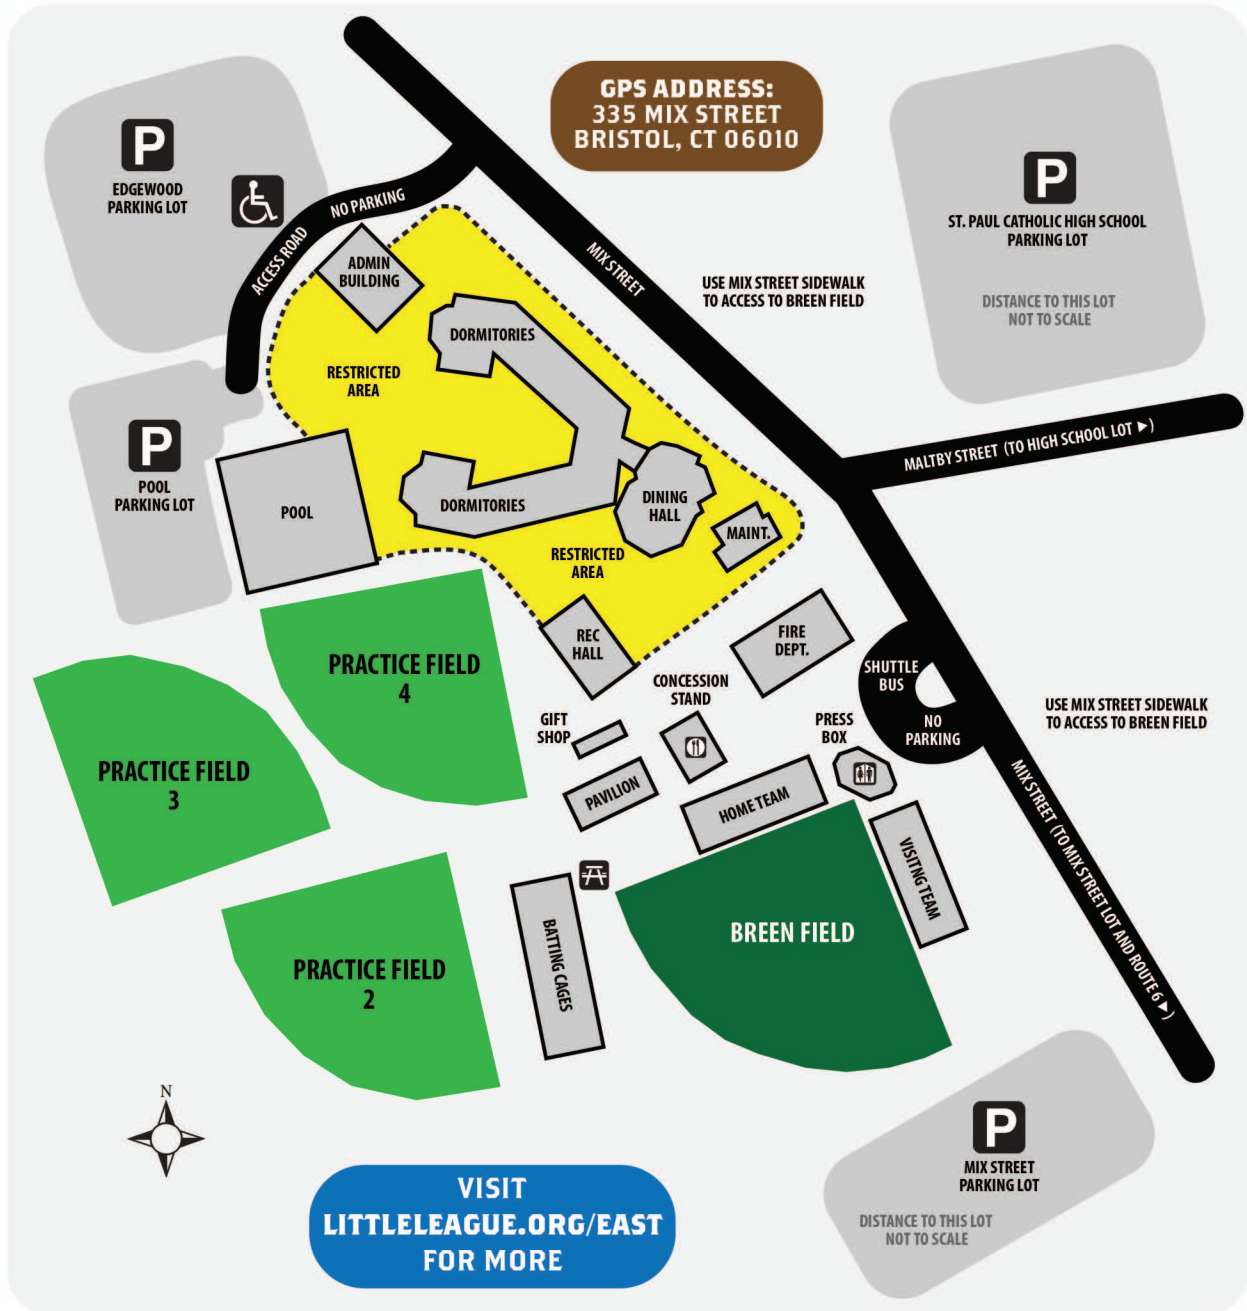 GPS ADDRESS:
335 MIX STREET
BRISTOL, CT 06010
P
EDGEWOOD
PARKING LOT
NO PARKING
ACCESS ROAD
P
ST. PAUL CATHOLIC HIGH SCHOOL
PARKING LOT
DISTANCE TO THIS LOT
NOT TO SCALE
MIX STREET
USE MIX STREET SIDEWALK
TO ACCESS TO BREEN FIELD
ADMIN
BUILDING
DORMITORIES
RESTRICTED
AREA
MALTBY STREET (TO HIGH SCHOOL LOT ►)
P
POOL
PARKING LOT
POOL
DORMITORIES
DINING
HALL
MAINT.
RESTRICTED
AREA
REC
HALL
FIRE
DEPT.
SHUTTLE
BUS
NO
PARKING
USE MIX STREET SIDEWALK
TO ACCESS TO BREEN FIELD
PRACTICE FIELD
4
CONCESSION
STAND
GIFT
SHOP
PRESS
BOX
PRACTICE FIELD
3
PAVILION
HOME TEAM
VISITNG TEAM
MIX STREET (TO MIX STREET LOT AND ROUTE 6 ►)
BATTING CAGES
BREEN FIELD
PRACTICE FIELD
2
N
P
MIX STREET
PARKING LOT
DISTANCE TO THIS LOT
NOT TO SCALE
VISIT
LITTLELEAGUE.ORG/EAST
FOR MORE